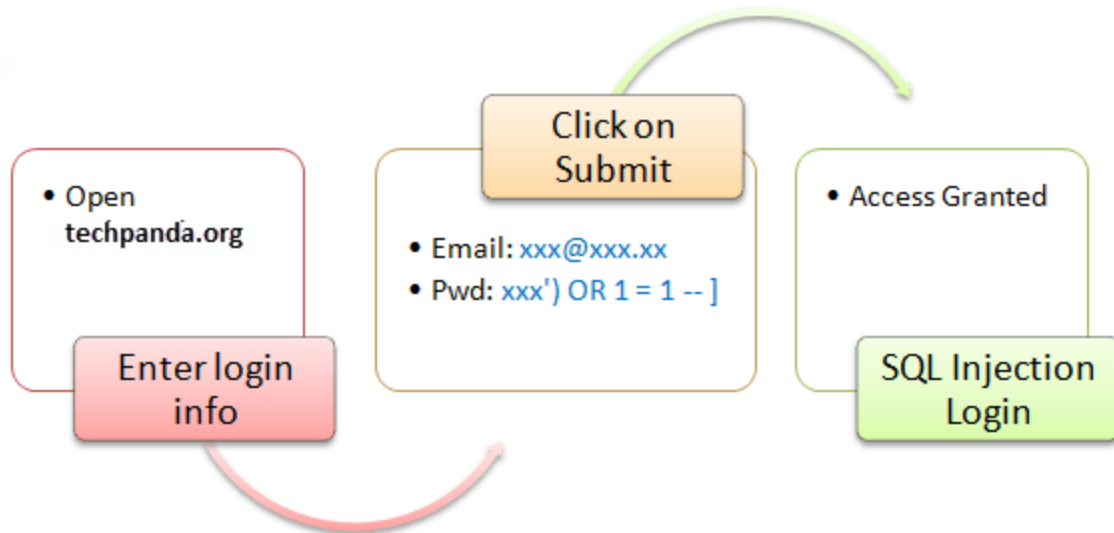 • Open
techpanda.org
Enter login
info
Click on
Submit
• Email: xxx@xxx.xx
• Pwd: xxx') OR 1 = 1 -- ]
• Access Granted
SQL Injection
Login